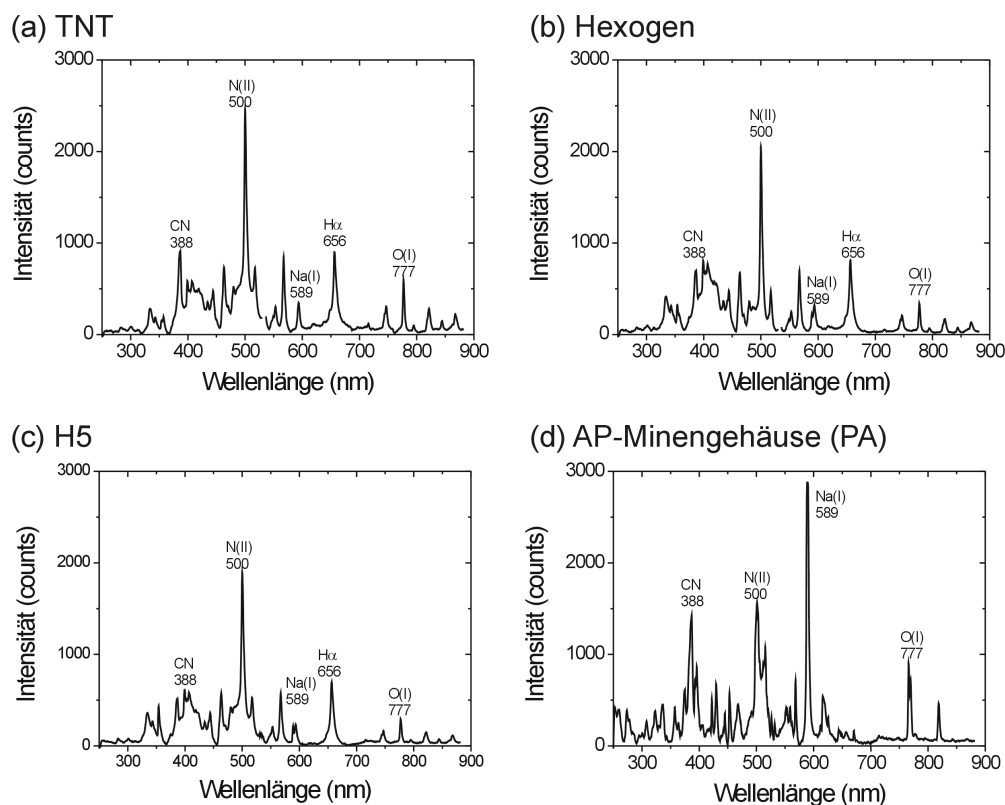 (a) TNT
3000
2000
1000
0
Intensität (counts)
CN
388
N(II)
500
Na(I)
589
Hα
656
O(I)
777
300 400 500 600 700 800 900
Wellenlänge (nm)
(b) Hexogen
3000
2000
1000
0
Intensität (counts)
CN
388
N(II)
500
Na(I)
589
Hα
656
O(I)
777
300 400 500 600 700 800 900
Wellenlänge (nm)
(c) H5
3000
2000
1000
0
Intensität (counts)
CN
388
N(II)
500
Na(I)
589
Hα
656
O(I)
777
300 400 500 600 700 800 900
Wellenlänge (nm)
(d) AP-Minengehäuse (PA)
3000
2000
1000
0
Intensität (counts)
CN
388
N(II)
500
Na(I)
589
O(I)
777
300 400 500 600 700 800 900
Wellenlänge (nm)